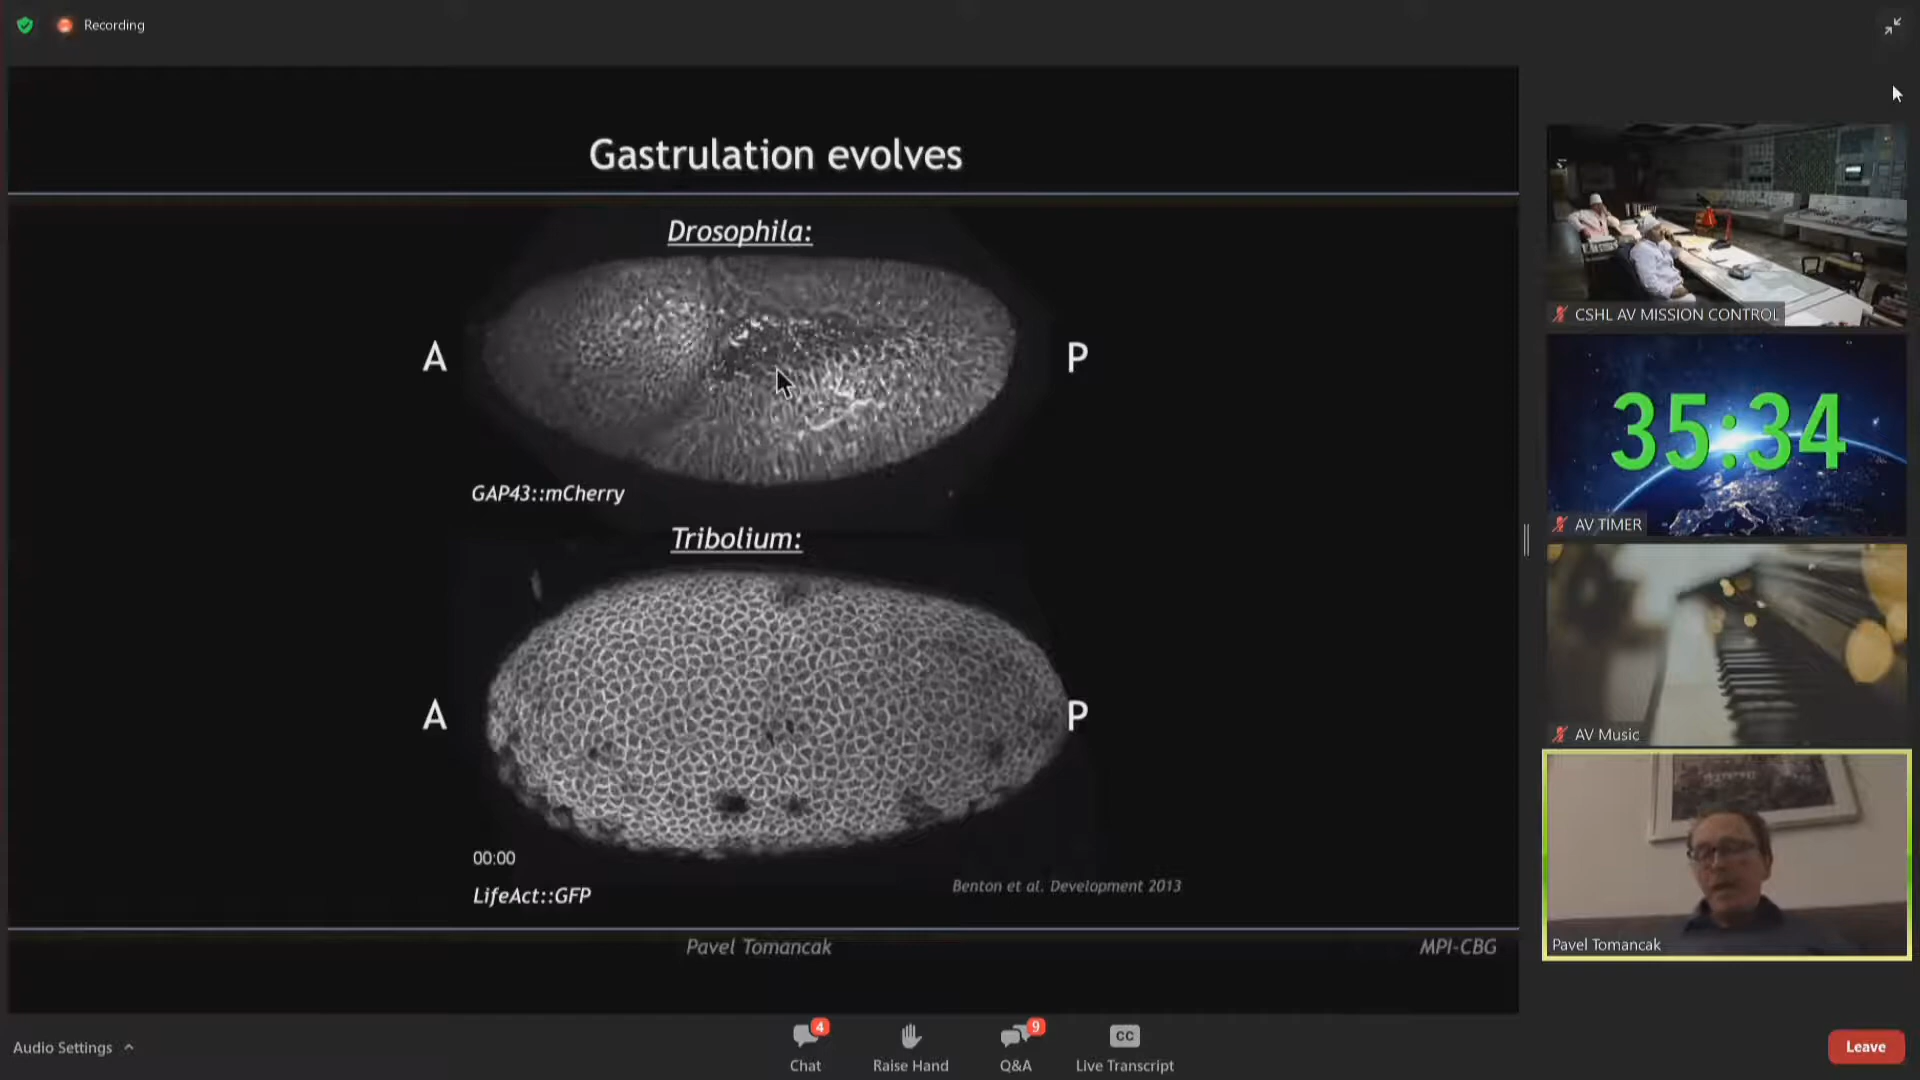 Recording
Gastrulation evolves
Drosophila:
A
P
GAP43::mCherry
Tribolium:
A
P
00:00
LifeAct::GFP
Benton et al. Development 2013
Pavel Tomancak
MPI-CBG
CSHL AV MISSION CONTROL
35:34
AV TIMER
AV Music
Pavel Tomancak
Audio Settings
4
Chat
Raise Hand
9
Q&A
CC
Live Transcript
Leave